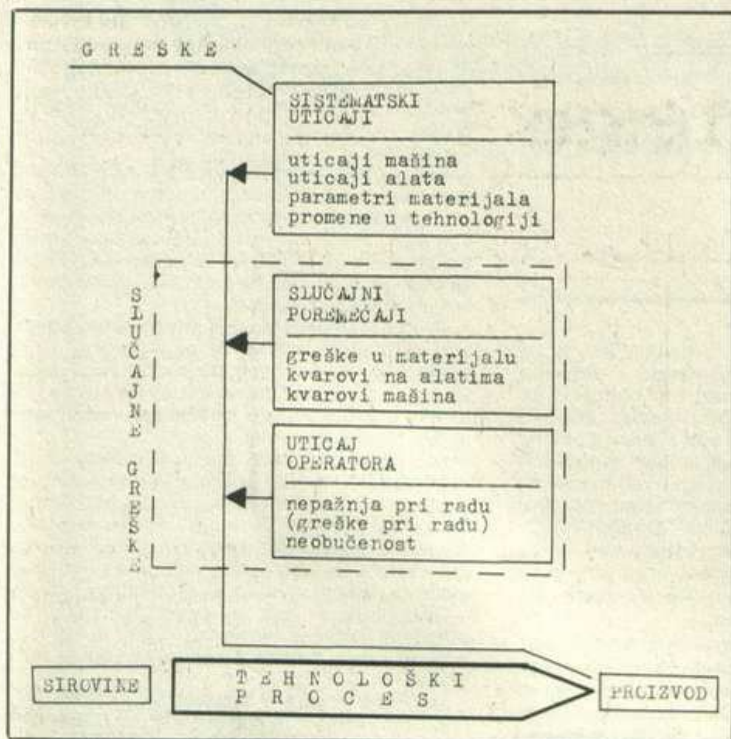 GREŠKE
SISTEMATSKI
UTICAJI
uticaji mašina
uticaji alata
parametri materijala
promene u tehnologiji
SLUČAJNE GREŠKE
SLUČAJNI
POREMEĆAJI
greške u materijalu
kvarovi na alatima
kvarovi mašina
UTICAJ
OPERATORA
nepažnja pri radu
(greške pri radu)
neobučenost
SIROVINE
TEHNOLOŠKI
PROCES
PROIZVOD